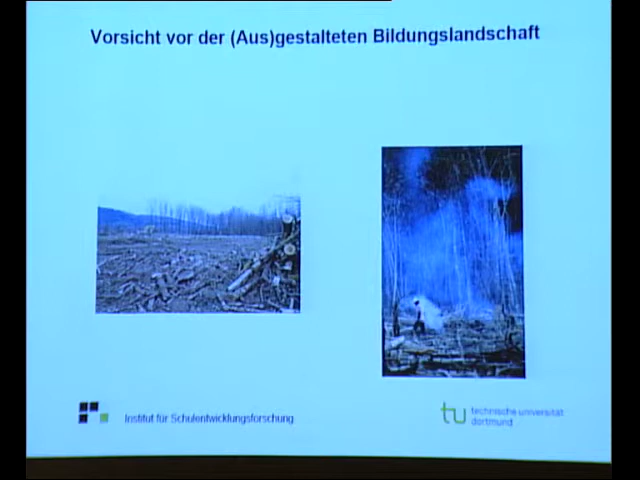 Vorsicht vor der (Aus)gestalteten Bildungslandschaft
Institut für Schulentwicklungsforschung
tu technische universität
dortmund